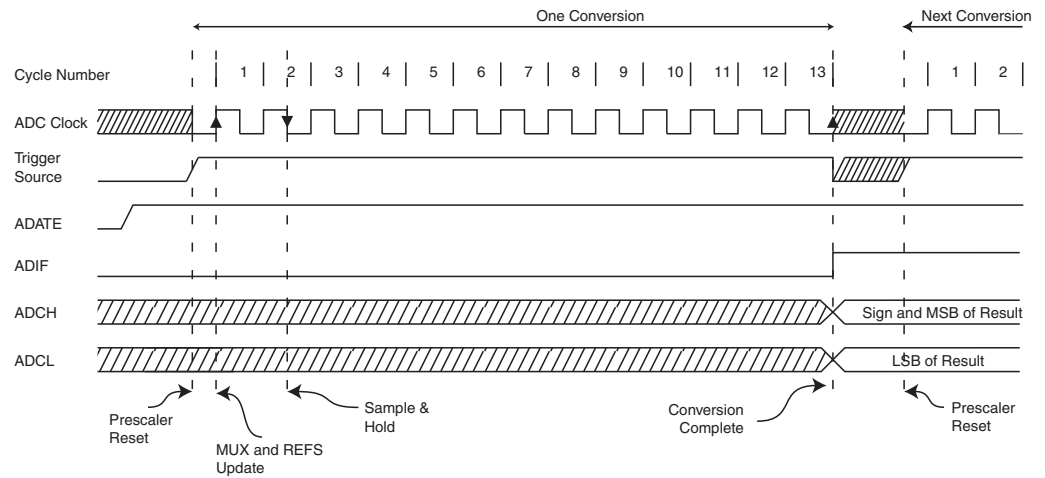 One Conversion
Next Conversion
Cycle Number
1 2 3 4 5 6 7 8 9 10 11 12 13 1 2
ADC Clock
Trigger
Source
ADATE
ADIF
ADCH
Sign and MSB of Result
ADCL
LSB of Result
Prescaler
Reset
MUX and REFS
Update
Sample &
Hold
Conversion
Complete
Prescaler
Reset